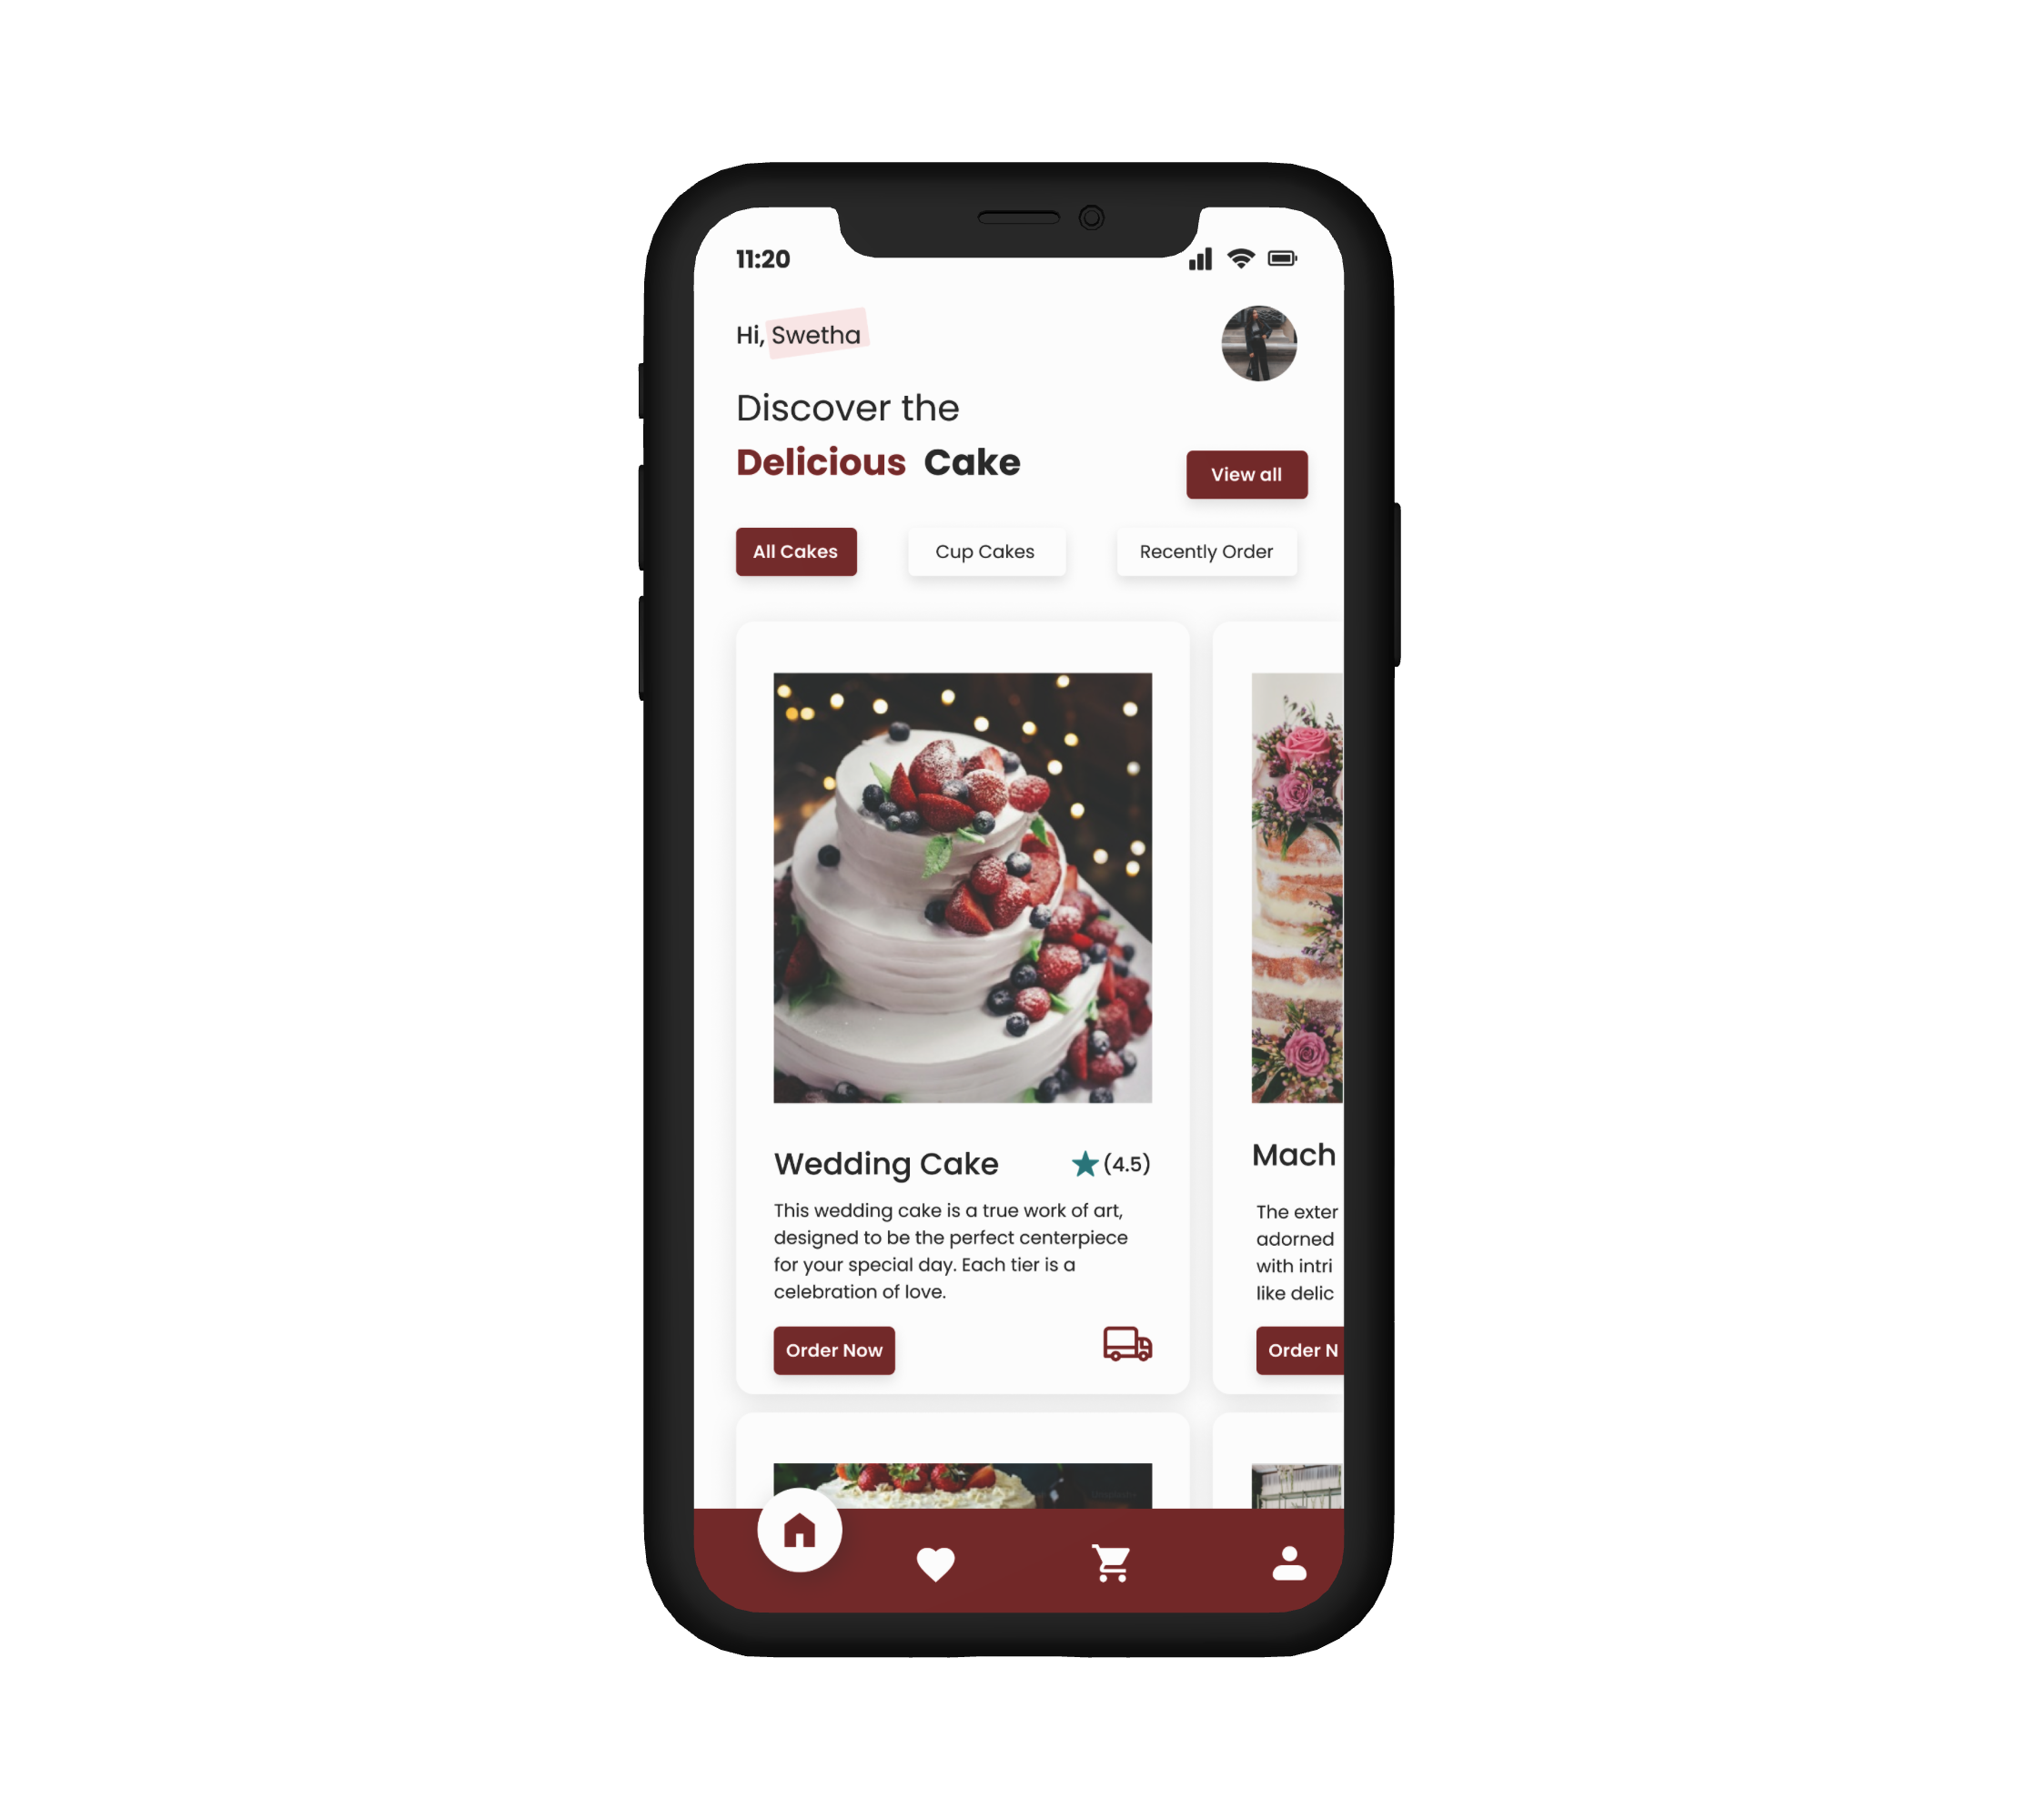 11:20
Hi, Swetha
Discover the
Delicious Cake
View all
All Cakes
Cup Cakes
Recently Order
Wedding Cake
(4.5)
This wedding cake is a true work of art,
designed to be the perfect centerpiece
for your special day. Each tier is a
celebration of love.
Order Now
Mach
The exter
adorned
with intri
like delic
Order N